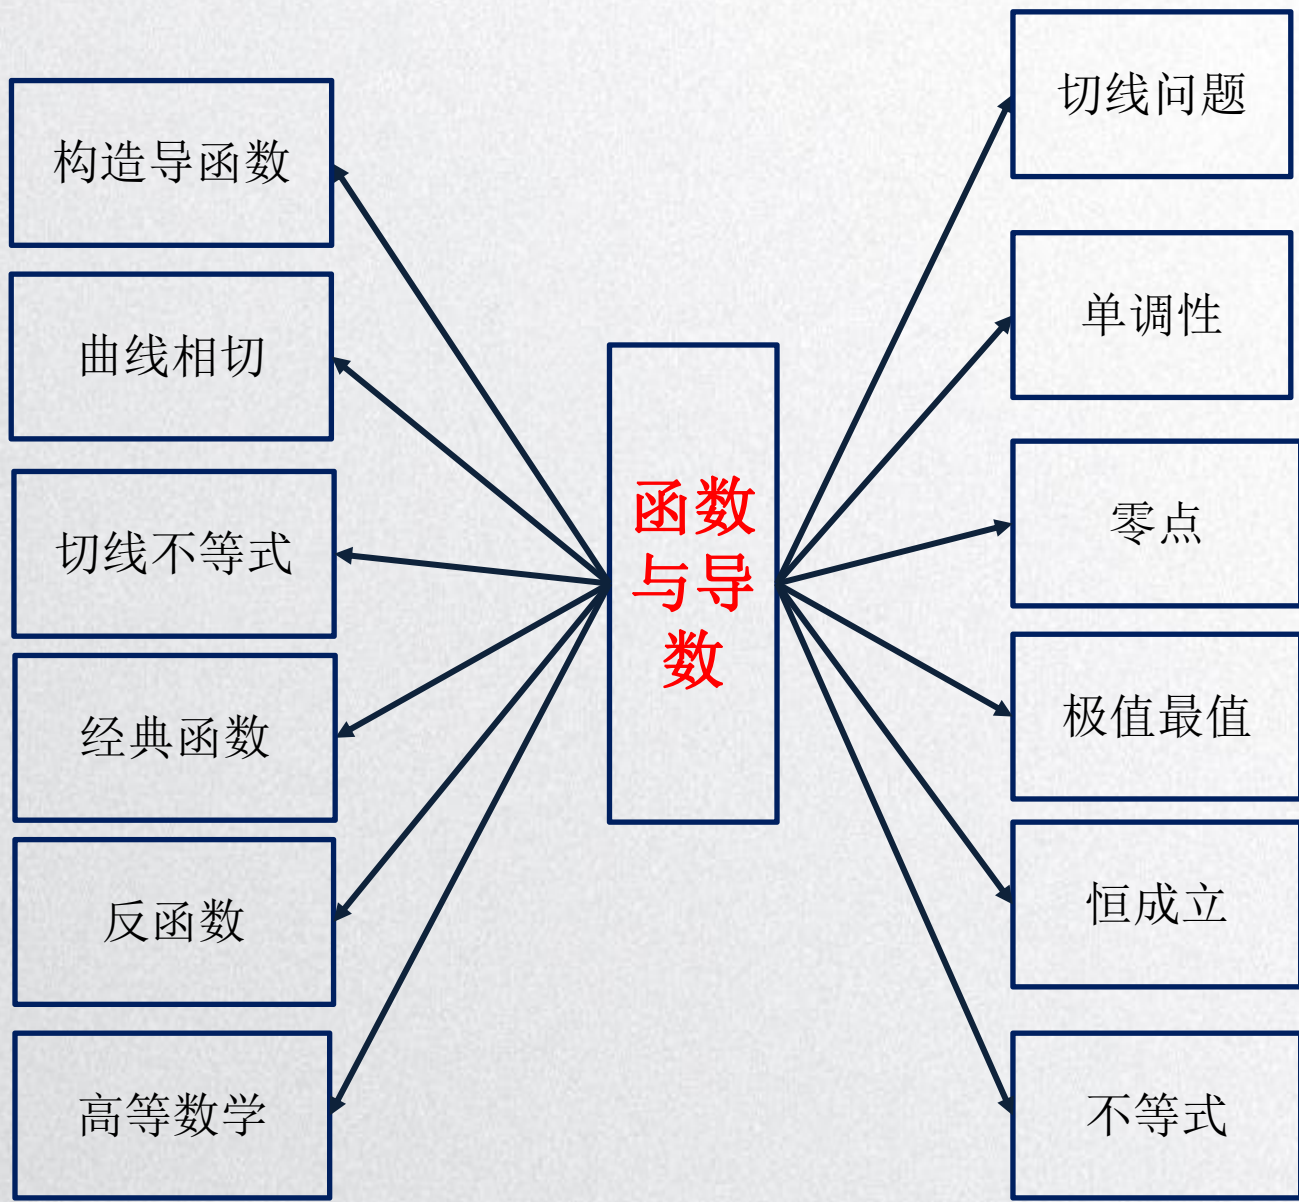 构造导函数
曲线相切
切线不等式
经典函数
反函数
高等数学
函数
与导
数
切线问题
单调性
零点
极值最值
恒成立
不等式